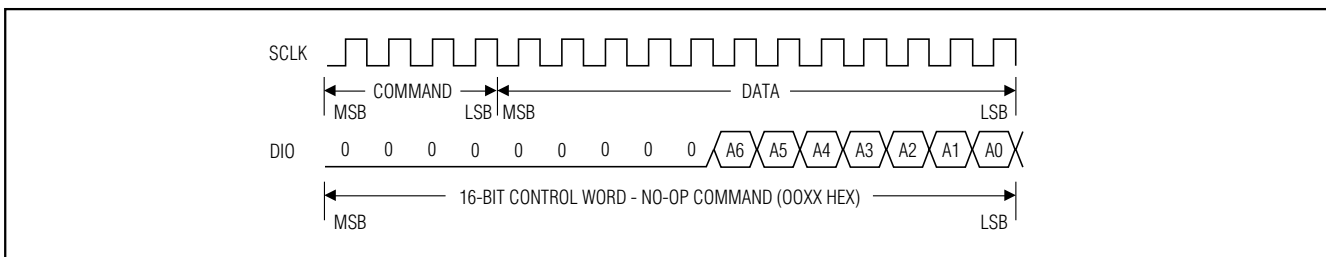 SCLK
COMMAND DATA
MSB LSB MSB LSB
DIO 0 0 0 0 0 0 0 0 0 A6 A5 A4 A3 A2 A1 A0
16-BIT CONTROL WORD - NO-OP COMMAND (00XX HEX)
MSB LSB